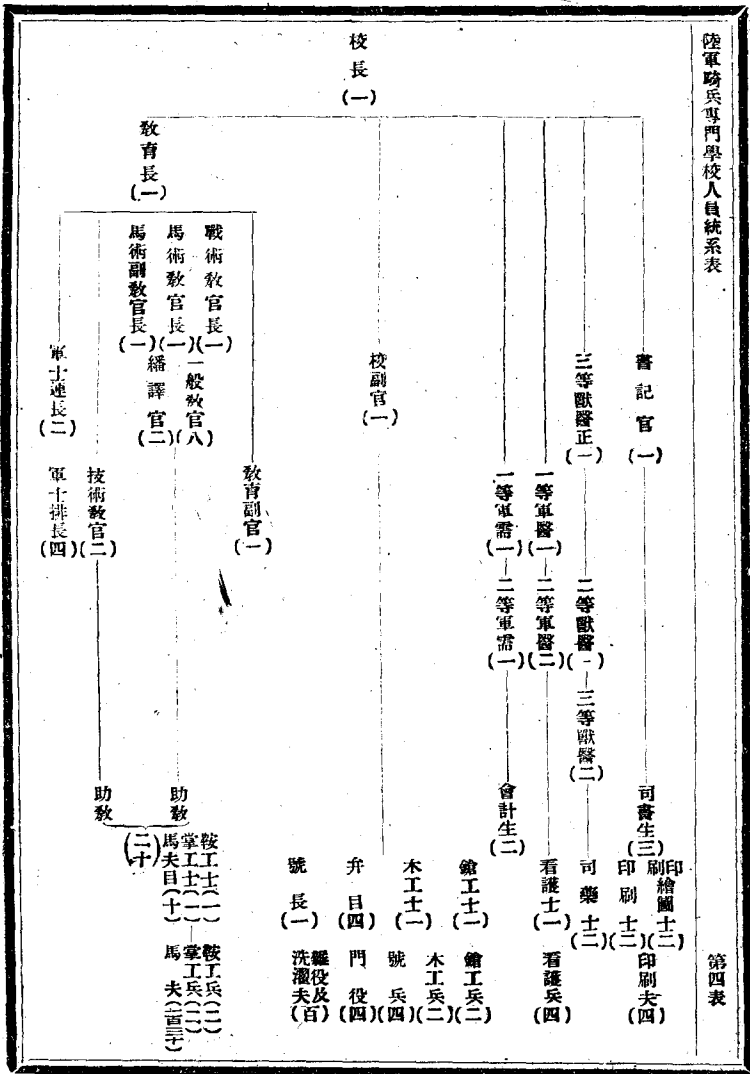 陸軍騎兵專門學校人員統系表
第四表
校長(一)
書記官(一)
司書生(三)
印刷繪圖士(二)
印刷士(二)
印刷夫(四)
三等獸醫正(一)
二等獸醫(一)
三等獸醫(二)
司藥士(二)
一等軍醫(一)
二等軍醫(二)
看護士(一)
看護兵(四)
一等軍需(一)
二等軍需(一)
會計生(二)
校副官(一)
鎗工士(一)
鎗工兵(二)
木工士(一)
木工兵(二)
弁目(四)
號兵(四)
門役(四)
號長(一)
雜役及洗濯夫(百)
教育長(一)
教育副官(一)
戰術教官長(一)
馬術教官長(一)
馬術副教官長(一)
一般教官(八)
繙譯官(二)
助教
技術教官(二)
助教
(二十)
鞍工士(一)
鞍工兵(二)
掌工士(一)
掌工兵(二)
馬夫目(十)
馬夫(一百三十)
軍士連長(二)
軍士排長(四)